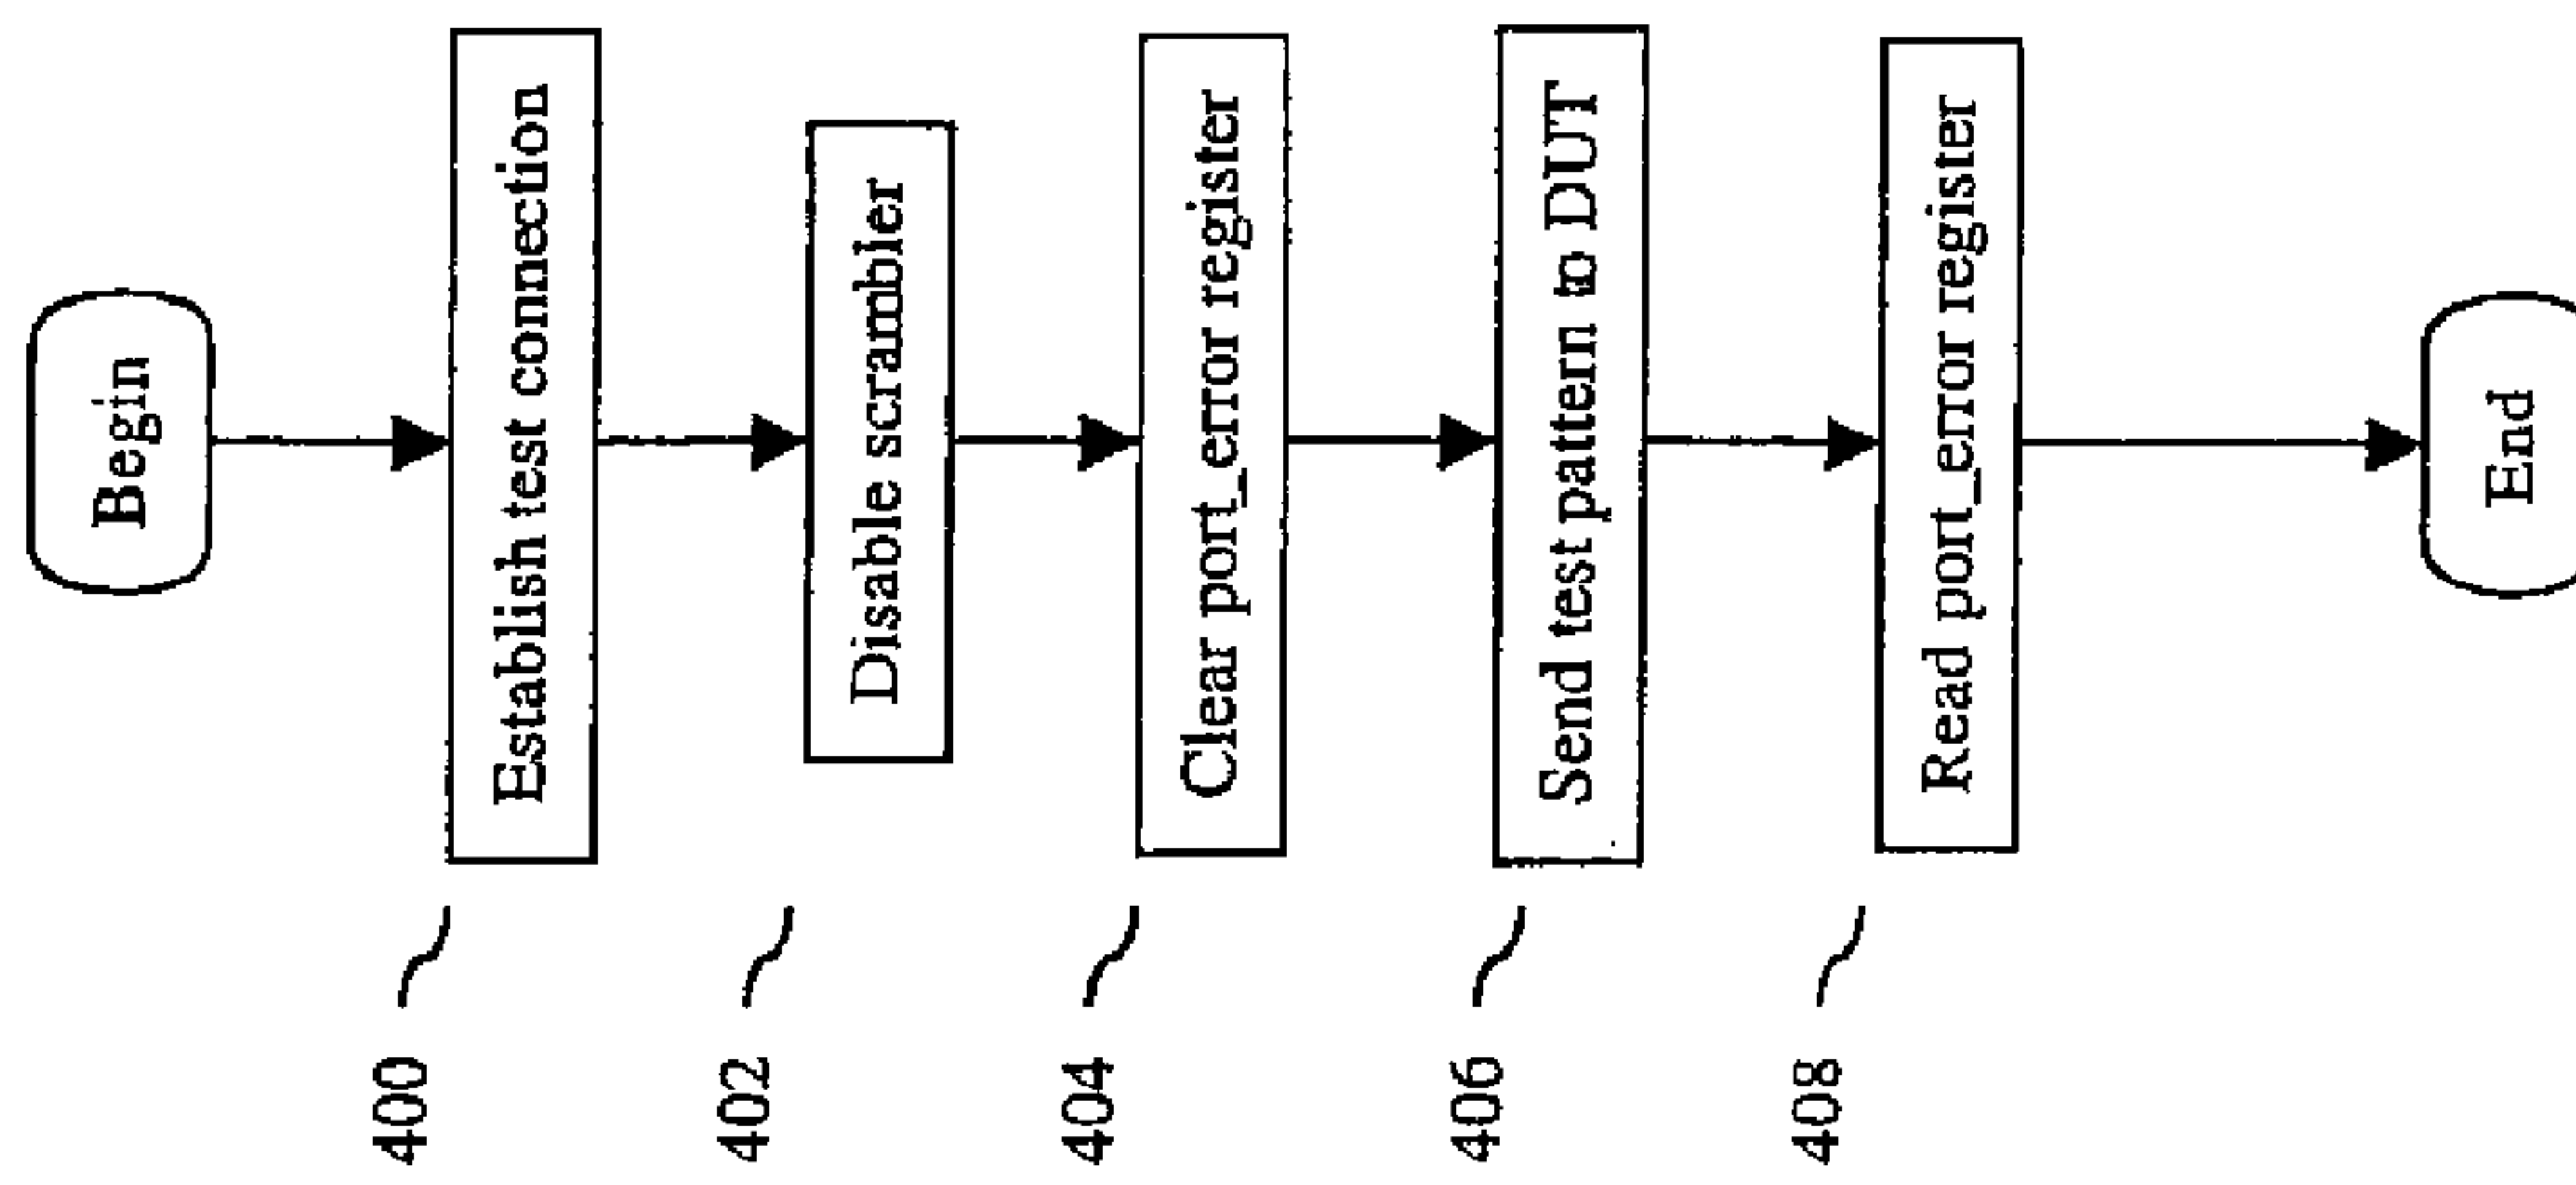 Begin
400
Establish test connection
402
Disable scrambler
404
Clear port_error register
406
Send test pattern to DUT
408
Read port_error register
End